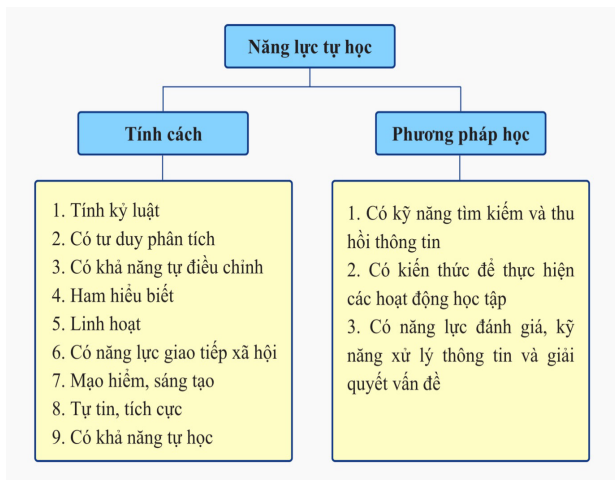 Năng lực tự học
Tính cách
Phương pháp học
1. Tính kỷ luật
2. Có tư duy phân tích
3. Có khả năng tự điều chỉnh
4. Ham hiểu biết
5. Linh hoạt
6. Có năng lực giao tiếp xã hội
7. Mạo hiểm, sáng tạo
8. Tự tin, tích cực
9. Có khả năng tự học
1. Có kỹ năng tìm kiếm và thu
hồi thông tin
2. Có kiến thức để thực hiện
các hoạt động học tập
3. Có năng lực đánh giá, kỹ
năng xử lý thông tin và giải
quyết vấn đề